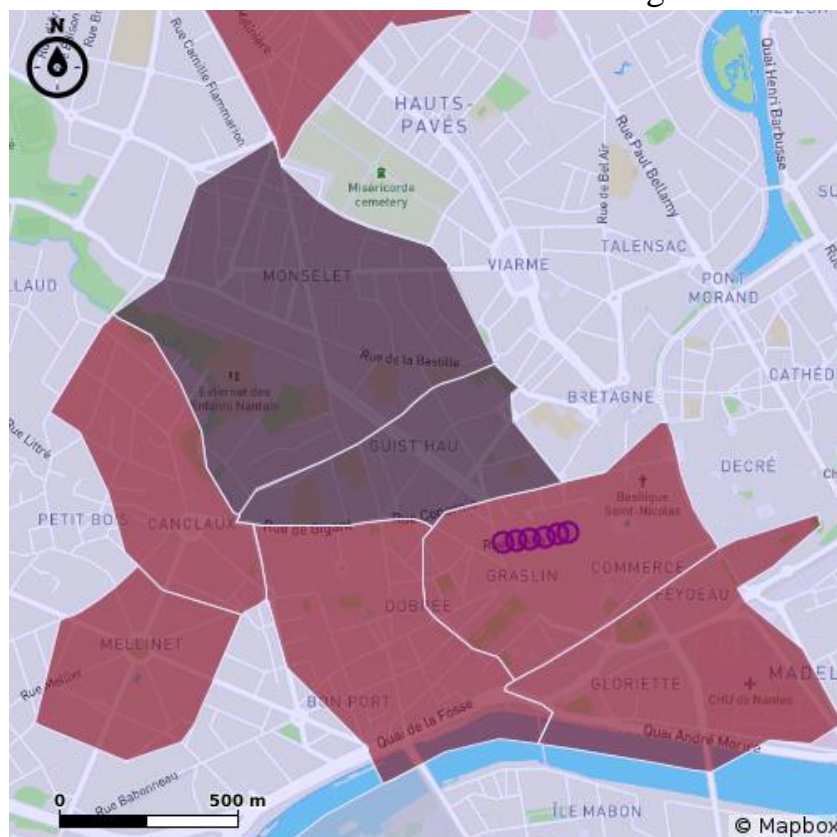 N
Rue Camille Flammarion
Melinière
HAUTS-
PAVÉS
Quai Henri Barbusse
Rue Paul Bellamy
Rue de Bel Air
Miséricorde
cemetery
TALENSAC
MONSELET
VIARME
PONT
MORAND
LLAUD
Rue de la Bastille
CATHÉD
Externat des
Enfants Nantais
BRETAGNE
Rue Littré
GUIST'HAU
DECRÉ
Basilique
Saint-Nicolas
PETIT BOIS
CANCLAUX
Rue de Gigant
GRASLIN
COMMERCE
DOBRÉE
FEYDEAU
MELLINET
GLORIETTE
MADEL
CHU de Nantes
Rue Mellier
BON PORT
Quai de la Fosse
Quai André Morice
Rue Babonneau
0
500 m
ÎLE MABON
© Mapbox